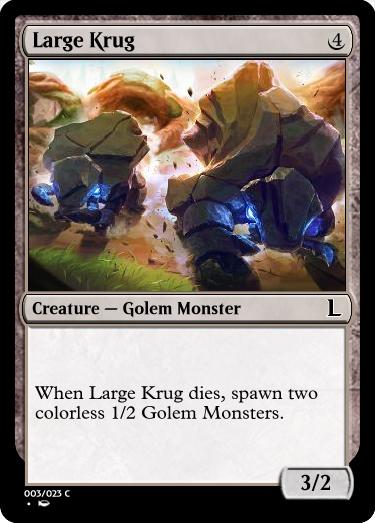 Large Krug 4
Creature — Golem Monster L
When Large Krug dies, spawn two
colorless 1/2 Golem Monsters.
3/2
003/023 C